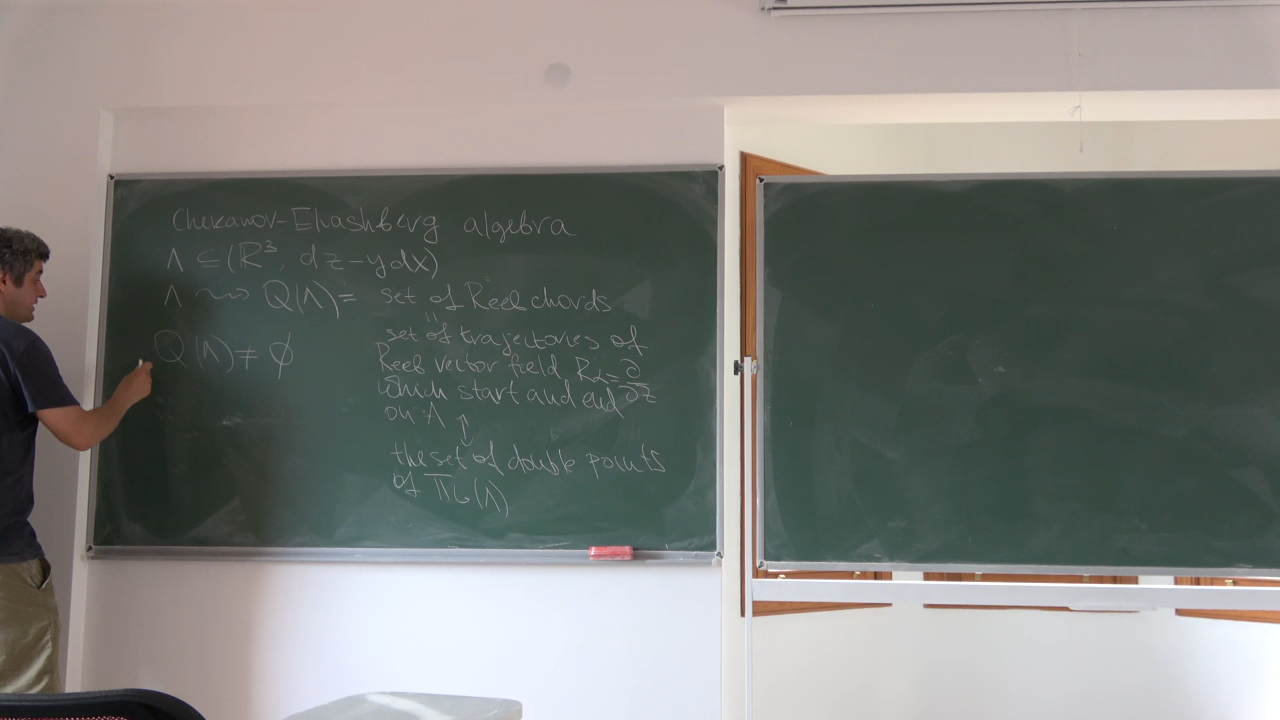 Chekanov-Eliashberg algebra
Λ ⊆ (R³, dz-ydx)
Λ ⇝ Q(Λ) = set of Reeb chords
=
set of trajectories of
Reeb vector field R_α = ∂/∂z
which start and end
on Λ
Q(Λ) ≠ ∅
↕
the set of double points
of π_L(Λ)